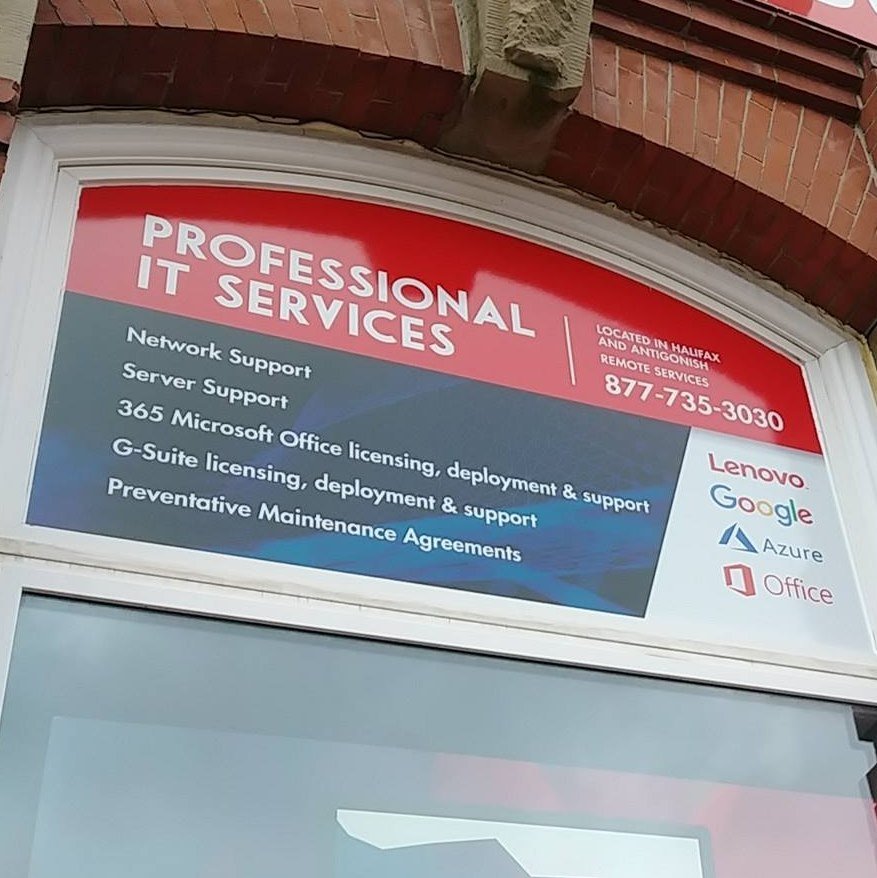 PROFESSIONAL
IT SERVICES
LOCATED IN HALIFAX
AND ANTIGONISH
REMOTE SERVICES
877-735-3030
Network Support
Server Support
365 Microsoft Office licensing, deployment & support
G-Suite licensing, deployment & support
Preventative Maintenance Agreements
Lenovo
Google
Azure
Office